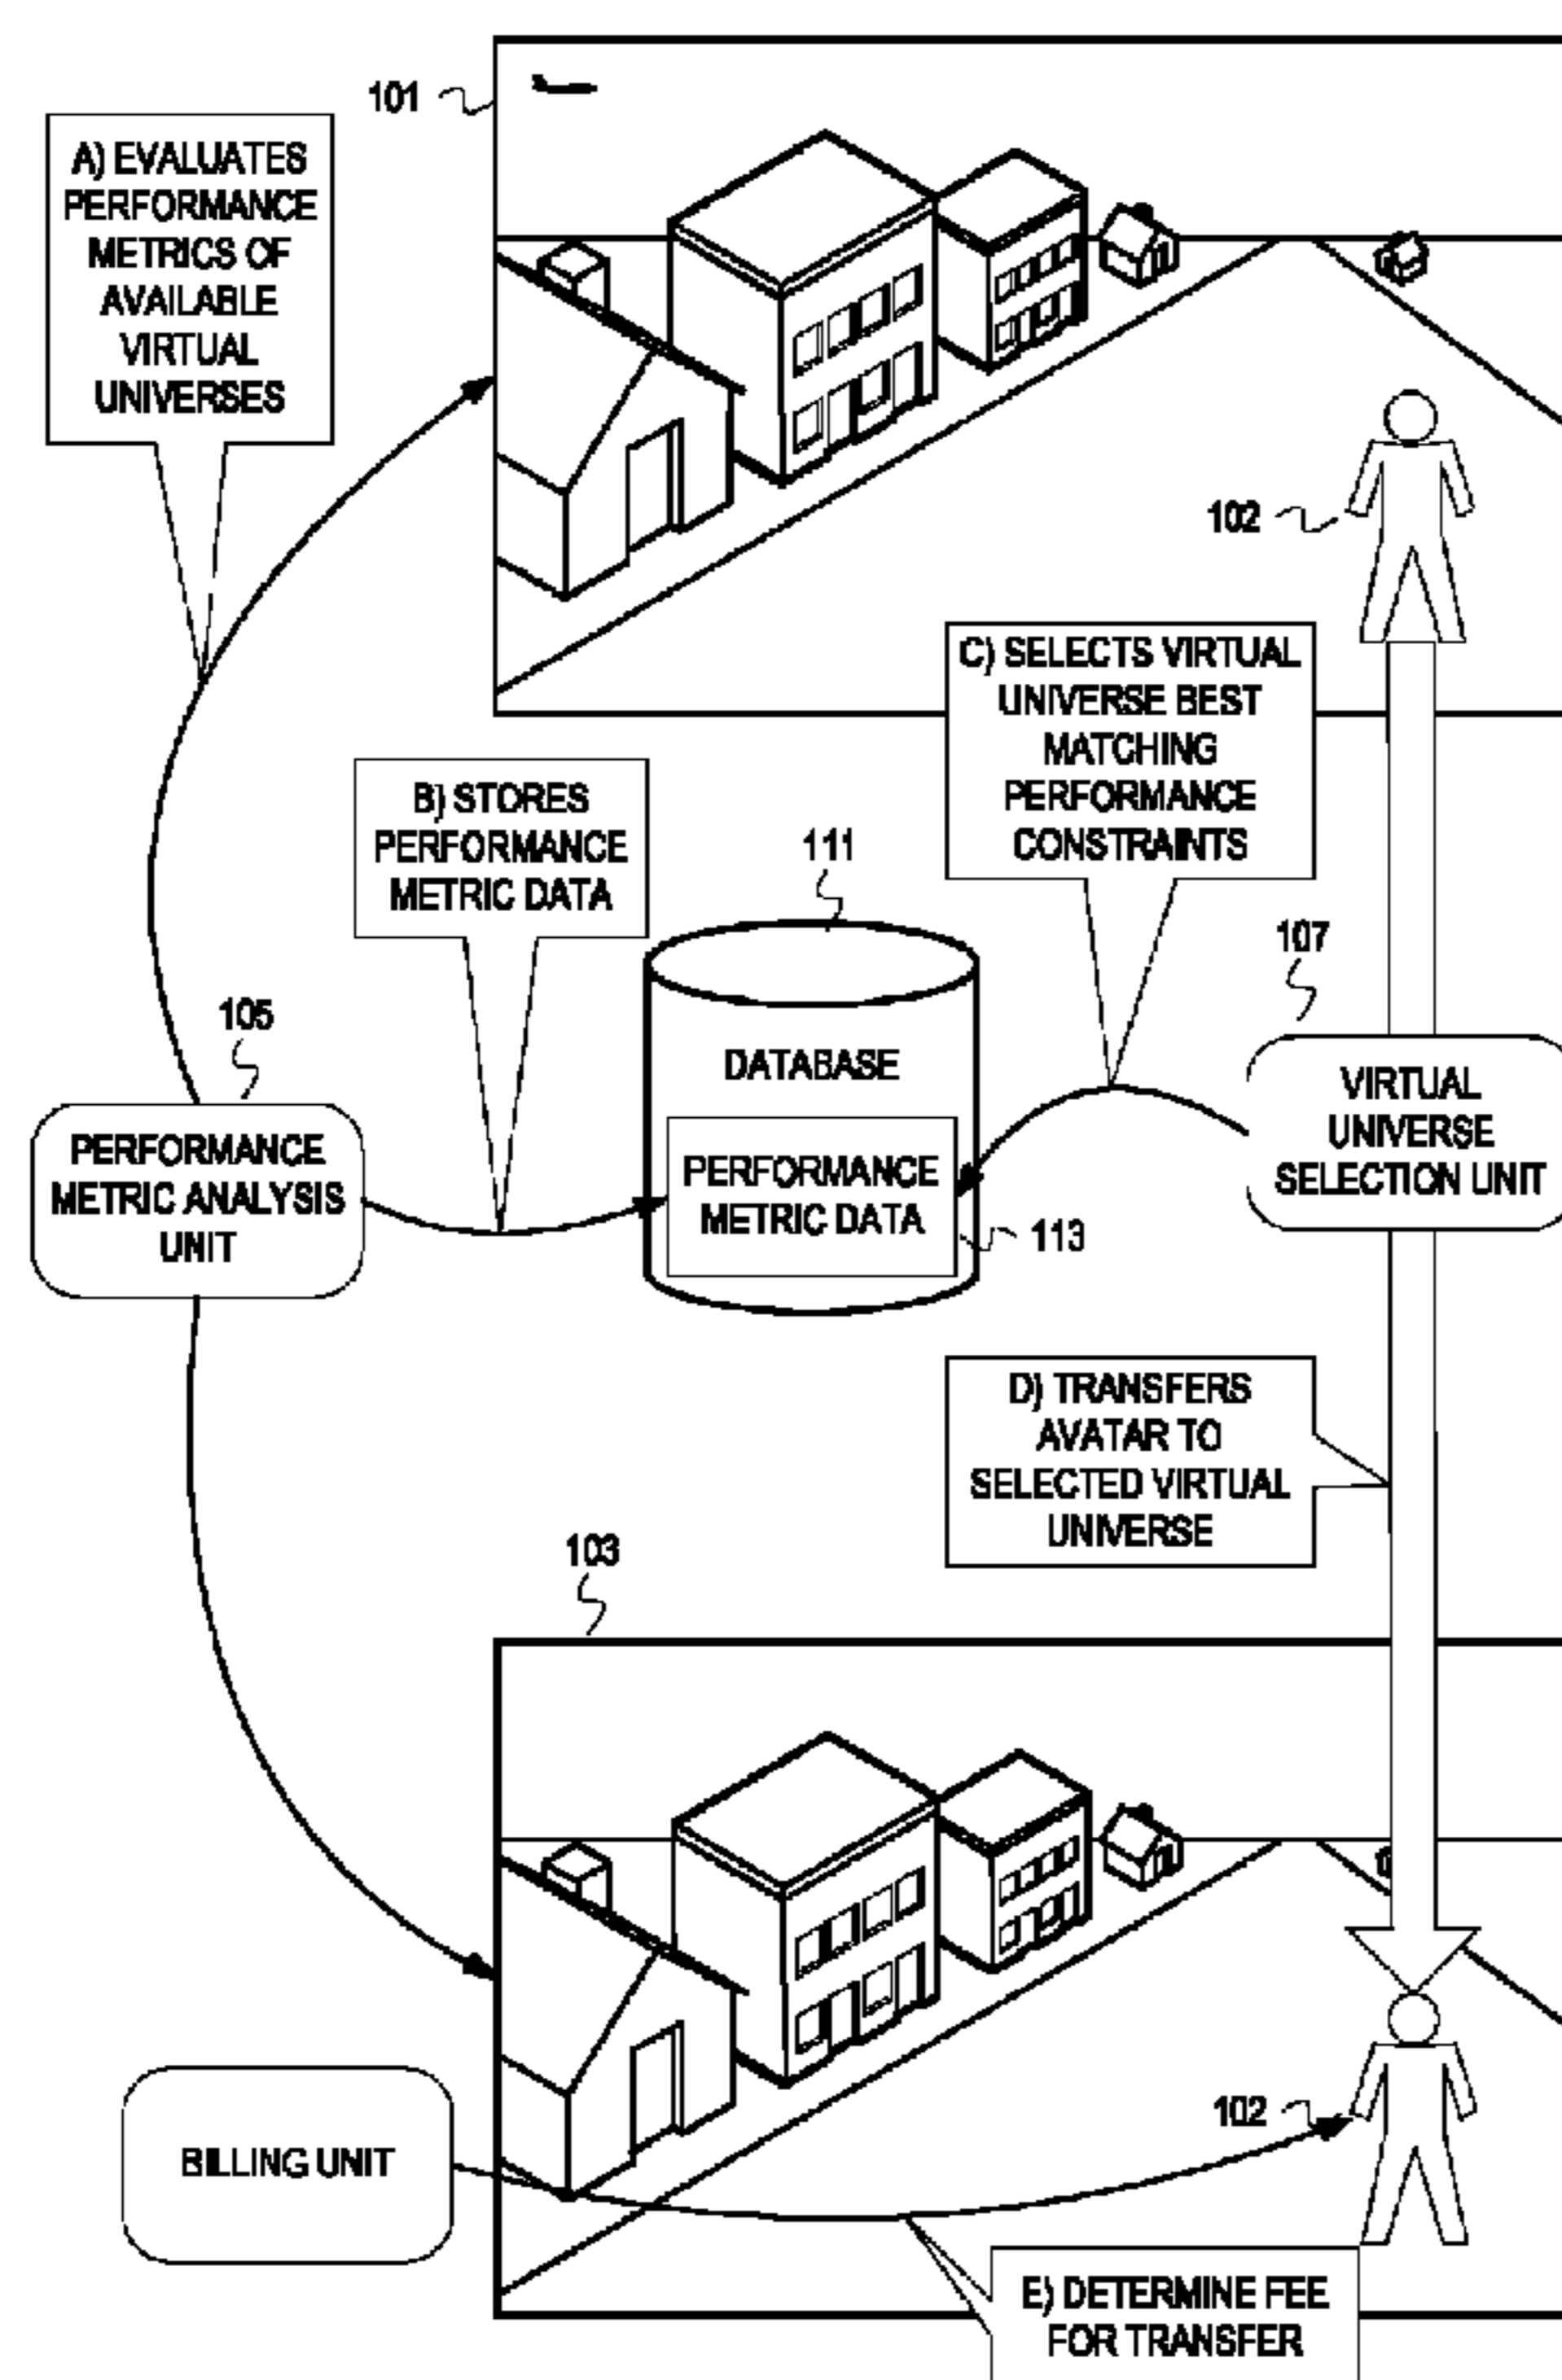 101
A) EVALUATES
PERFORMANCE
METRICS OF
AVAILABLE
VIRTUAL
UNIVERSES
102
C) SELECTS VIRTUAL
UNIVERSE BEST
MATCHING
PERFORMANCE
CONSTRAINTS
B) STORES
PERFORMANCE
METRIC DATA
111
107
105
DATABASE
VIRTUAL
UNIVERSE
SELECTION UNIT
PERFORMANCE
METRIC ANALYSIS
UNIT
PERFORMANCE
METRIC DATA
113
D) TRANSFERS
AVATAR TO
SELECTED VIRTUAL
UNIVERSE
103
102
BILLING UNIT
E) DETERMINE FEE
FOR TRANSFER